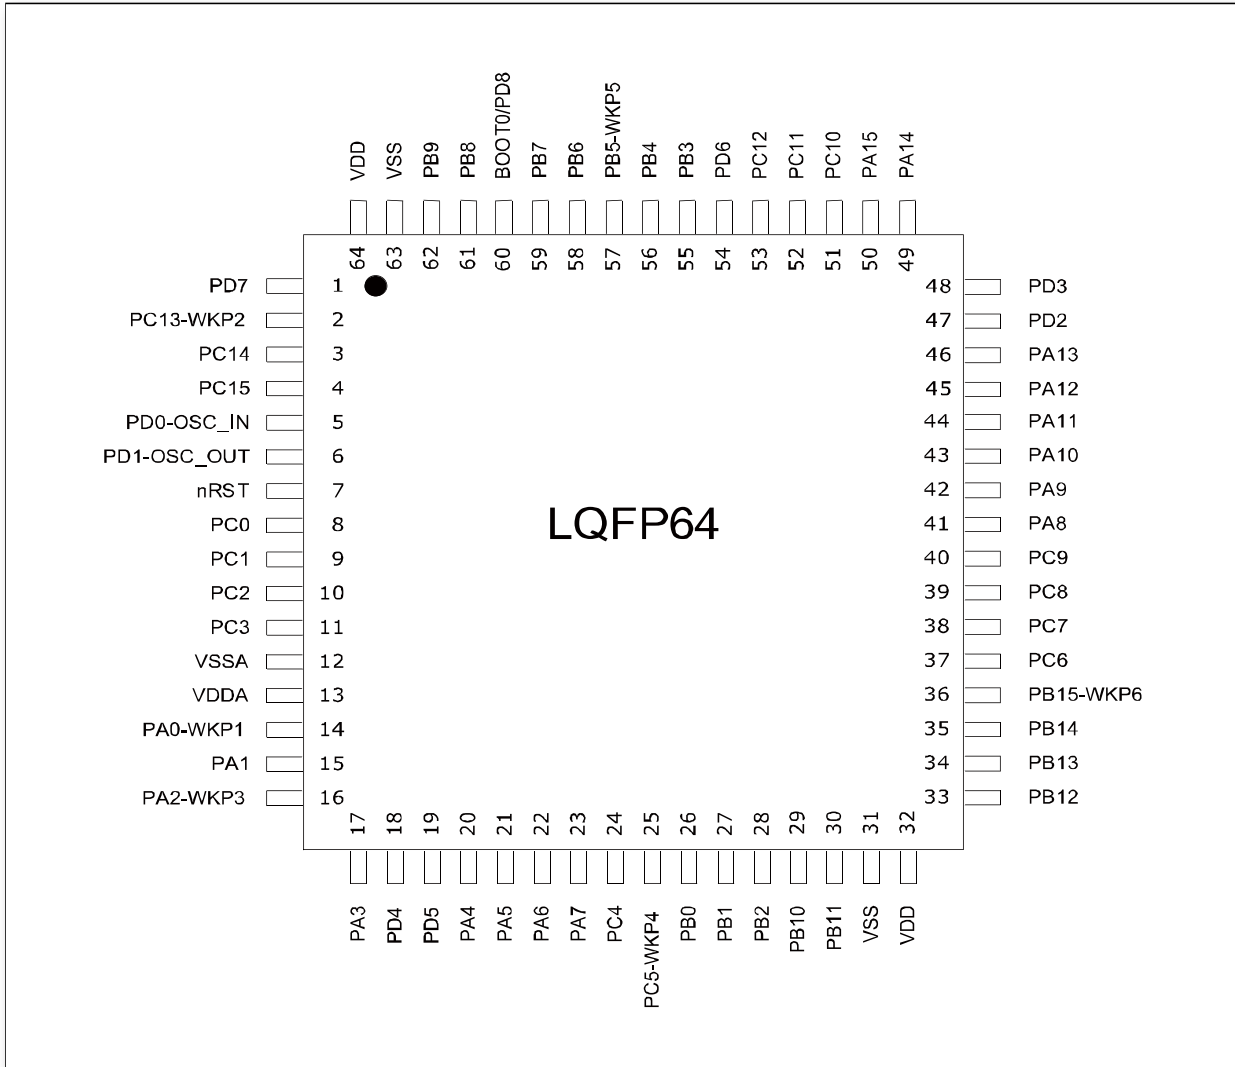 VDD VSS PB9 PB8 BOOT0/PD8 PB7 PB6 PB5-WKP5 PB4 PB3 PD6 PC12 PC11 PC10 PA15 PA14
64 63 62 61 60 59 58 57 56 55 54 53 52 51 50 49
PD7 1 48 PD3
PC13-WKP2 2 47 PD2
PC14 3 46 PA13
PC15 4 45 PA12
PD0-OSC_IN 5 44 PA11
PD1-OSC_OUT 6 43 PA10
nRST 7 42 PA9
PC0 8 LQFP64 41 PA8
PC1 9 40 PC9
PC2 10 39 PC8
PC3 11 38 PC7
VSSA 12 37 PC6
VDDA 13 36 PB15-WKP6
PA0-WKP1 14 35 PB14
PA1 15 34 PB13
PA2-WKP3 16 33 PB12
17 18 19 20 21 22 23 24 25 26 27 28 29 30 31 32
PA3 PD4 PD5 PA4 PA5 PA6 PA7 PC4 PC5-WKP4 PB0 PB1 PB2 PB10 PB11 VSS VDD